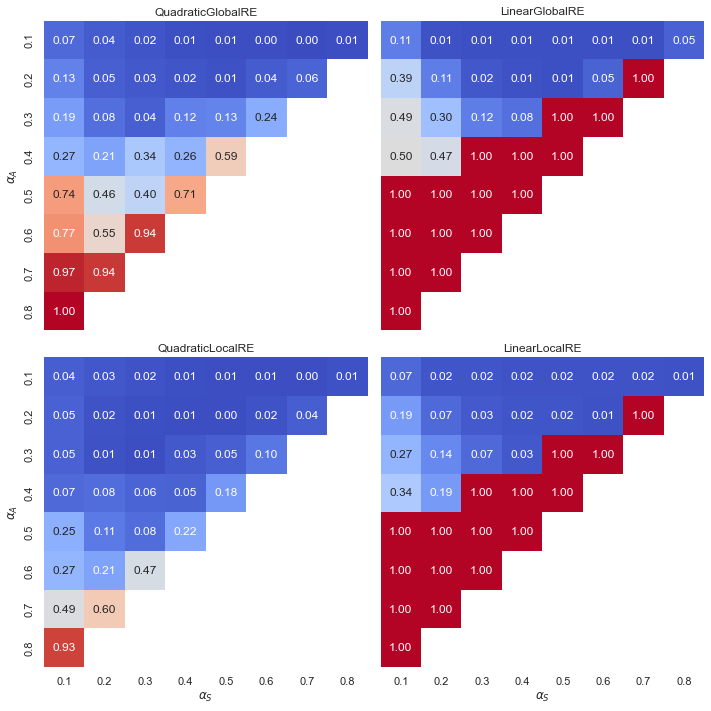 QuadraticGlobalRE LinearGlobalRE
0.1 0.07 0.04 0.02 0.01 0.01 0.00 0.00 0.01 0.11 0.01 0.01 0.01 0.01 0.01 0.01 0.05
0.2 0.13 0.05 0.03 0.02 0.01 0.04 0.06 0.39 0.11 0.02 0.01 0.01 0.05 1.00
0.3 0.19 0.08 0.04 0.12 0.13 0.24 0.49 0.30 0.12 0.08 1.00 1.00
0.4 0.27 0.21 0.34 0.26 0.59 0.50 0.47 1.00 1.00 1.00
α_A
0.5 0.74 0.46 0.40 0.71 1.00 1.00 1.00 1.00
0.6 0.77 0.55 0.94 1.00 1.00 1.00
0.7 0.97 0.94 1.00 1.00
0.8 1.00 1.00
QuadraticLocalRE LinearLocalRE
0.1 0.04 0.03 0.02 0.01 0.01 0.01 0.00 0.01 0.07 0.02 0.02 0.02 0.02 0.02 0.02 0.01
0.2 0.05 0.02 0.01 0.01 0.00 0.02 0.04 0.19 0.07 0.03 0.02 0.02 0.01 1.00
0.3 0.05 0.01 0.01 0.03 0.05 0.10 0.27 0.14 0.07 0.03 1.00 1.00
0.4 0.07 0.08 0.06 0.05 0.18 0.34 0.19 1.00 1.00 1.00
α_A
0.5 0.25 0.11 0.08 0.22 1.00 1.00 1.00 1.00
0.6 0.27 0.21 0.47 1.00 1.00 1.00
0.7 0.49 0.60 1.00 1.00
0.8 0.93 1.00
0.1 0.2 0.3 0.4 0.5 0.6 0.7 0.8 0.1 0.2 0.3 0.4 0.5 0.6 0.7 0.8
α_S α_S